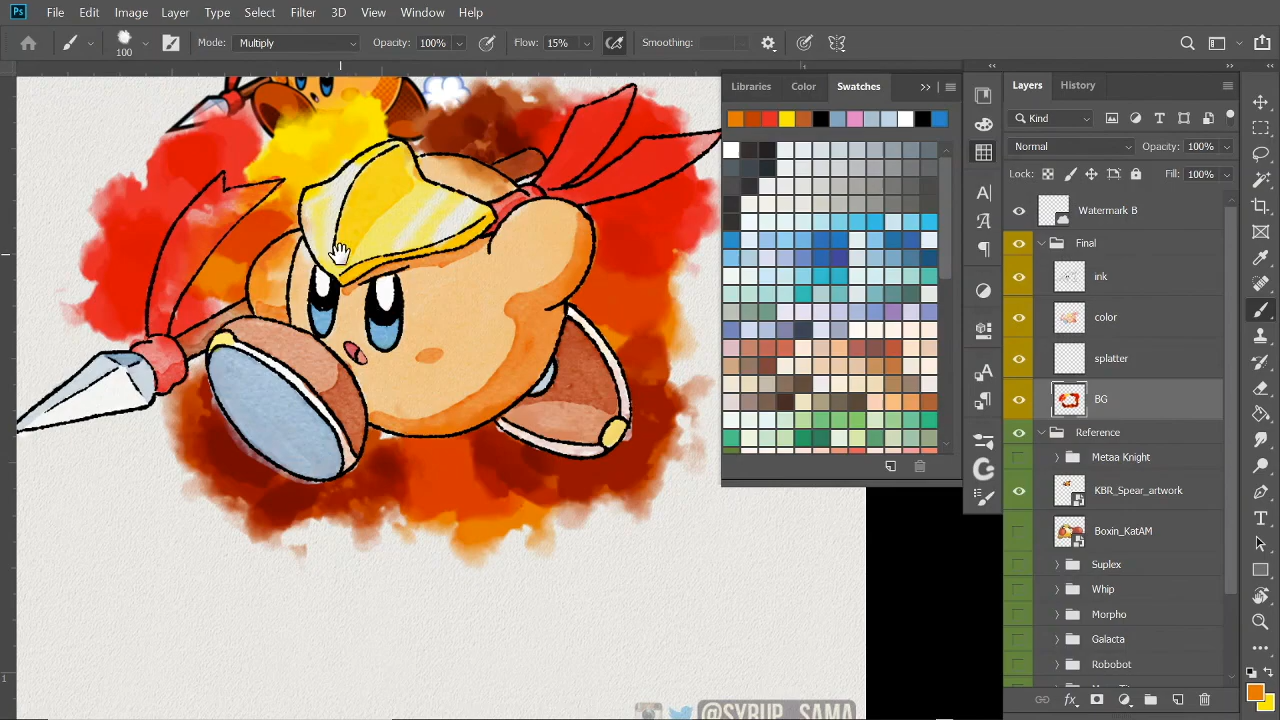 Ps File Edit Image Layer Type Select Filter 3D View Window Help
100 Mode: Multiply Opacity: 100% Flow: 15% Smoothing:
Libraries Color Swatches
Layers History
Kind
Normal Opacity: 100%
Lock: Fill: 100%
Watermark B
Final
ink
color
splatter
BG
Reference
Metaa Knight
KBR_Spear_artwork
Boxin_KatAM
Suplex
Whip
Morpho
Galacta
Robobot
@SYRUP_SAMA